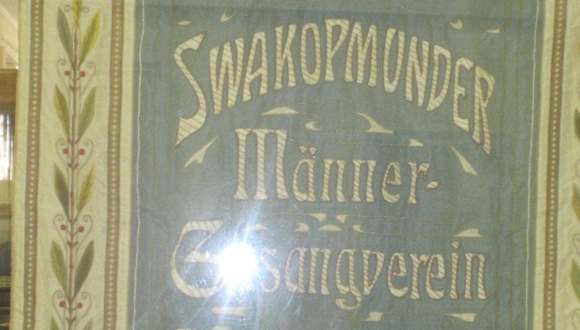 SWAKOPMUNDER
Männer-
Gesangverein